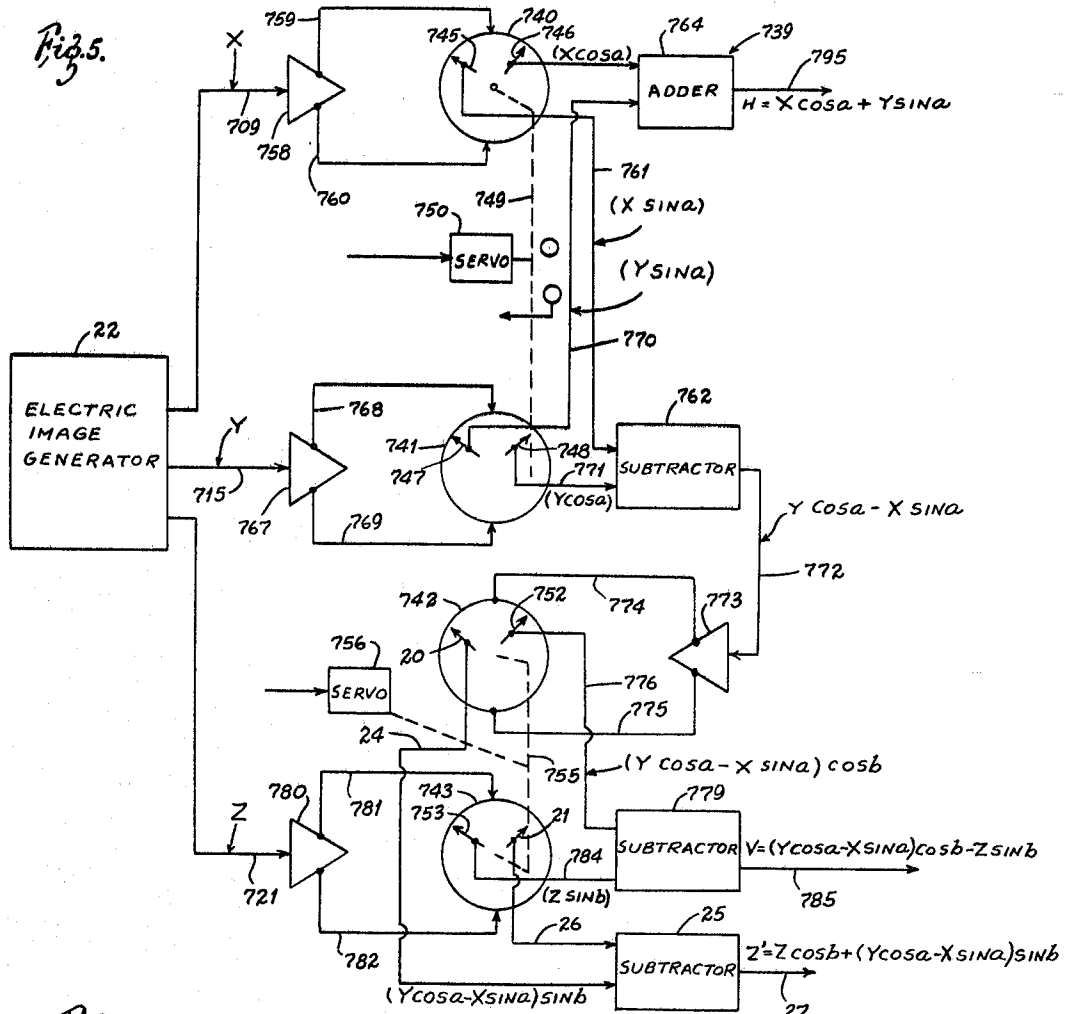 Fig. 5.
759
740
745
746
764
739
X
(XCOSa)
795
ADDER
H = XCOSa + YSINa
709
758
760
761
749
(X SINa)
750
SERVO
(YSINa)
22
770
ELECTRIC
IMAGE
GENERATOR
768
762
Y
741
748
747
771
SUBTRACTOR
715
(YCOSa)
767
769
Y COSa - X SINa
772
742
752
774
773
20
756
SERVO
776
775
24
755
(Y COSa - X SINa) COSb
781
743
780
753
21
779
Z
SUBTRACTOR
V=(YCOSa-XSINa)COSb-ZSINb
784
721
(ZSINb)
785
26
25
782
SUBTRACTOR
Z'=ZCOSb+(YCOSa-XSINa)SINb
(YCOSa-XSINa)SINb
27